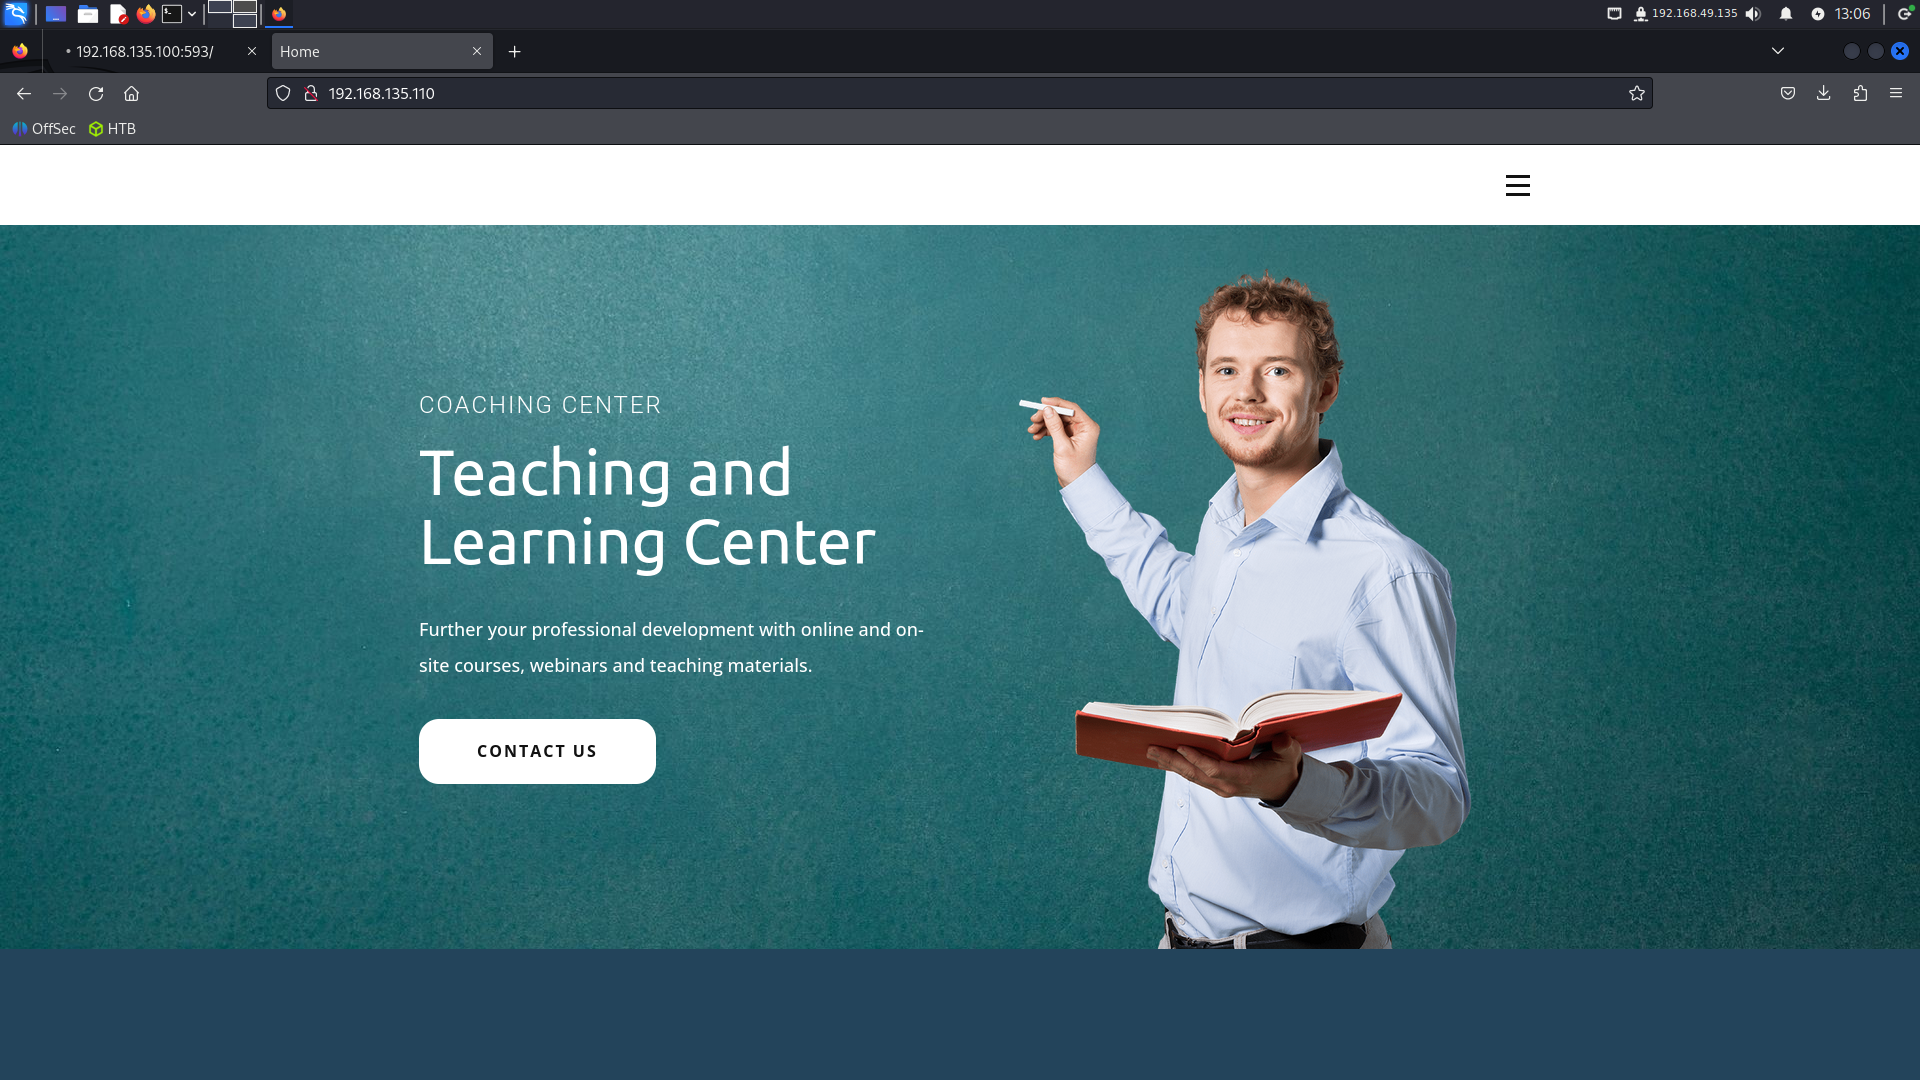 192.168.49.135
13:06
192.168.135.100:593/
Home
192.168.135.110
OffSec
HTB
COACHING CENTER
Teaching and
Learning Center
Further your professional development with online and on-
site courses, webinars and teaching materials.
CONTACT US